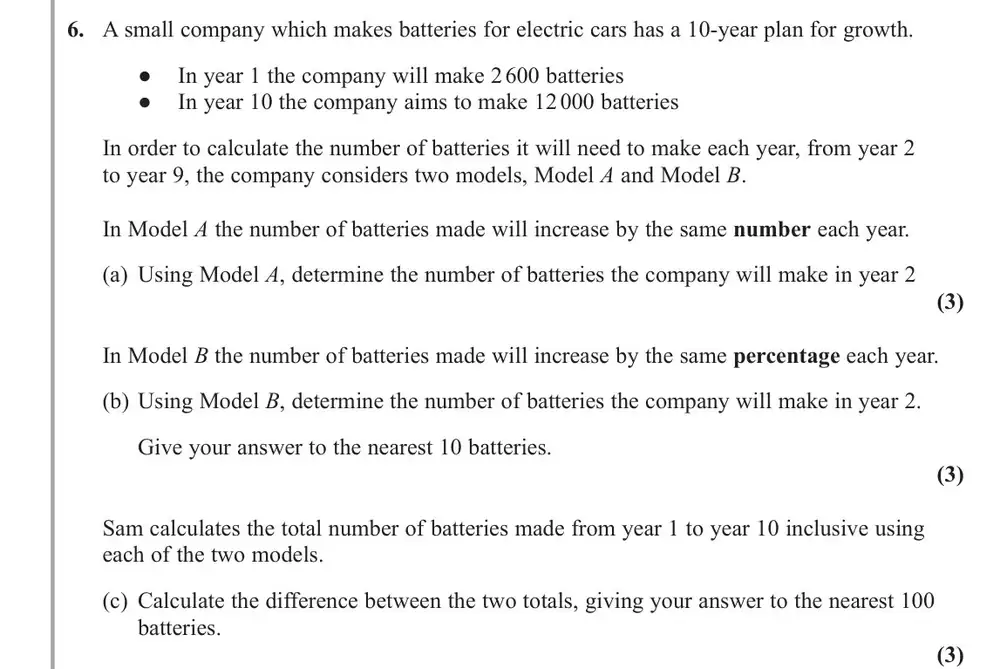 6. A small company which makes batteries for electric cars has a 10-year plan for growth.
● In year 1 the company will make 2 600 batteries
● In year 10 the company aims to make 12 000 batteries
In order to calculate the number of batteries it will need to make each year, from year 2
to year 9, the company considers two models, Model A and Model B.
In Model A the number of batteries made will increase by the same number each year.
(a) Using Model A, determine the number of batteries the company will make in year 2
(3)
In Model B the number of batteries made will increase by the same percentage each year.
(b) Using Model B, determine the number of batteries the company will make in year 2.
Give your answer to the nearest 10 batteries.
(3)
Sam calculates the total number of batteries made from year 1 to year 10 inclusive using
each of the two models.
(c) Calculate the difference between the two totals, giving your answer to the nearest 100
batteries.
(3)